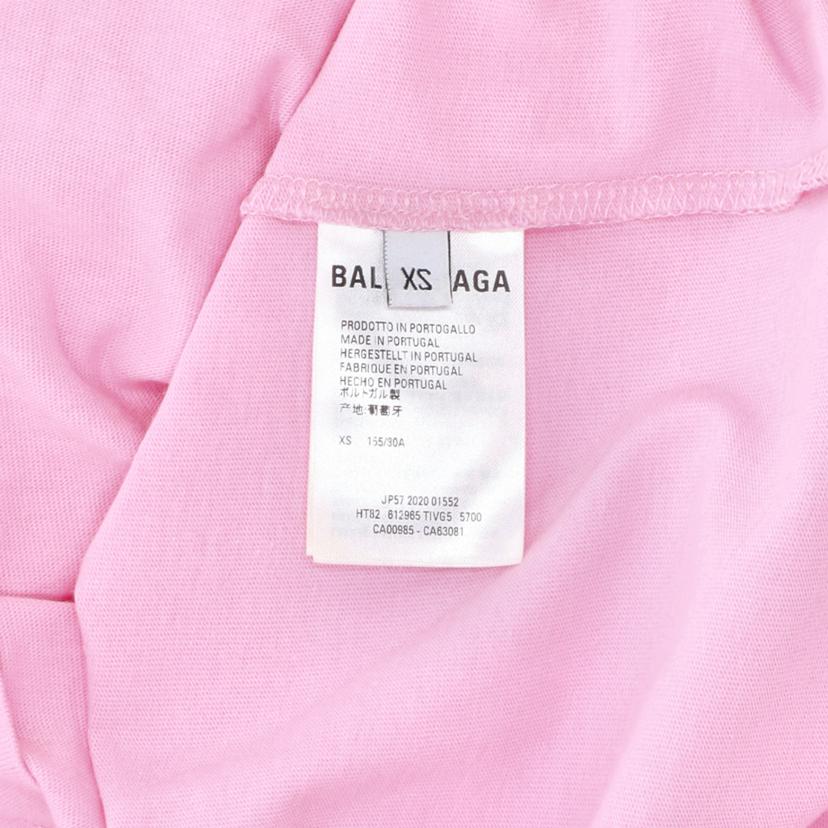 BAL XS AGA
PRODOTTO IN PORTOGALLO
MADE IN PORTUGAL
HERGESTELLT IN PORTUGAL
FABRIQUE EN PORTUGAL
HECHO EN PORTUGAL
ポルトガル製
产地:葡萄牙
XS 155/80A
JP57 2020 01552
HT82 612965 TIVG5 5700
CA00985 - CA63081